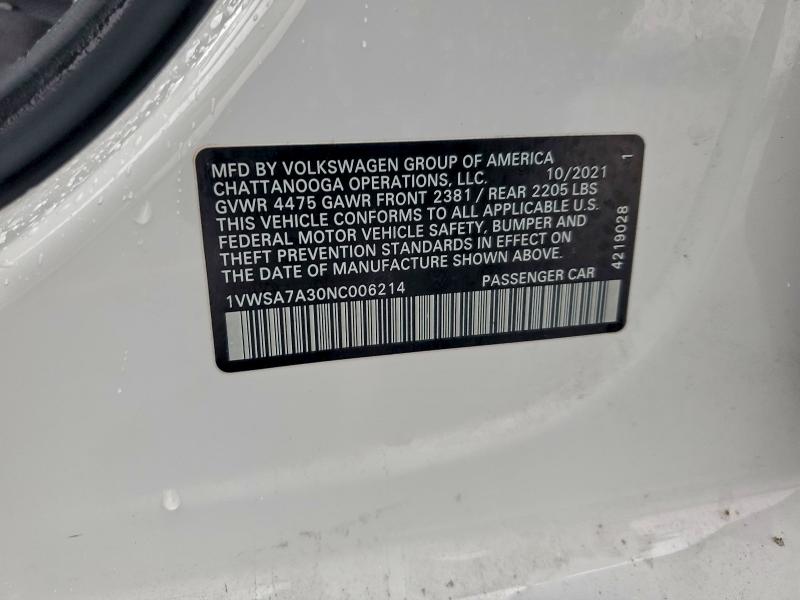 MFD BY VOLKSWAGEN GROUP OF AMERICA
CHATTANOOGA OPERATIONS, LLC. 10/2021
GVWR 4475 GAWR FRONT 2381 / REAR 2205 LBS
THIS VEHICLE CONFORMS TO ALL APPLICABLE U.S.
FEDERAL MOTOR VEHICLE SAFETY, BUMPER AND
THEFT PREVENTION STANDARDS IN EFFECT ON
THE DATE OF MANUFACTURE SHOWN ABOVE.
1VWSA7A30NC006214 PASSENGER CAR
4219028 1